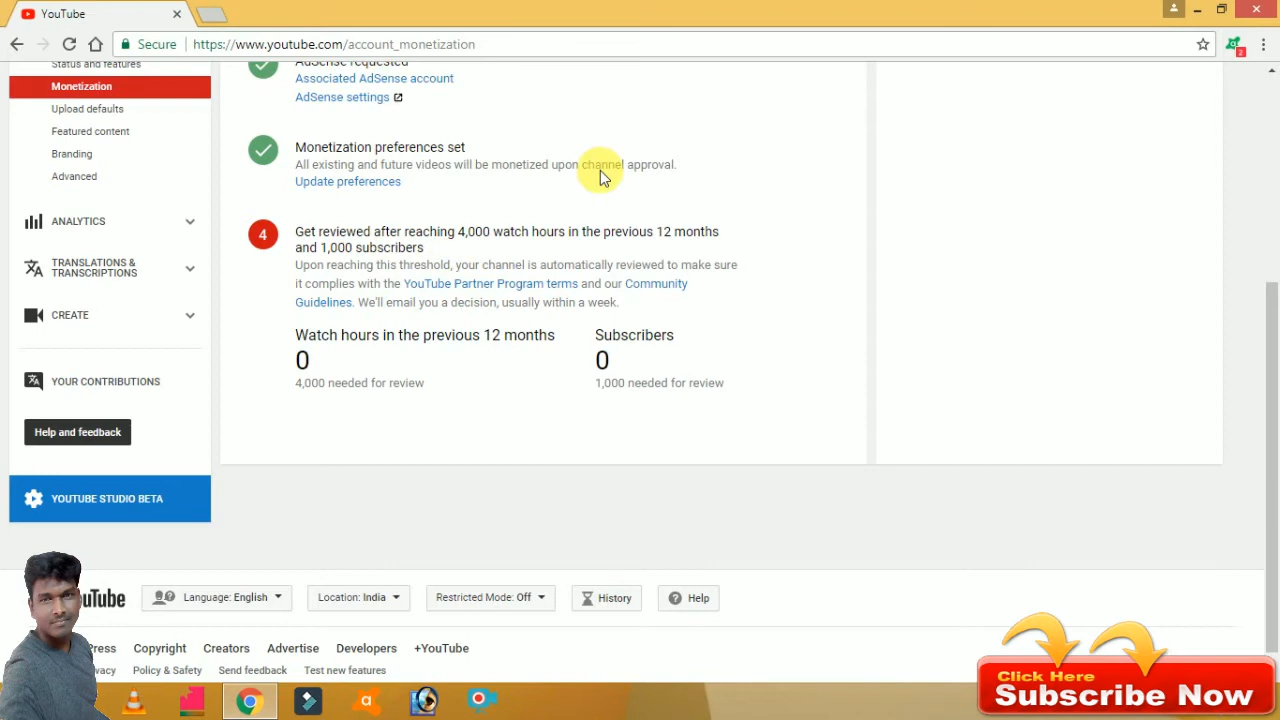 YouTube
Secure
https://www.youtube.com/account_monetization
2
Status and features
Monetization
Upload defaults
Featured content
Branding
Advanced
ANALYTICS
TRANSLATIONS &
TRANSCRIPTIONS
CREATE
YOUR CONTRIBUTIONS
Help and feedback
YOUTUBE STUDIO BETA
AdSense requested
Associated AdSense account
AdSense settings
Monetization preferences set
All existing and future videos will be monetized upon channel approval.
Update preferences
4
Get reviewed after reaching 4,000 watch hours in the previous 12 months
and 1,000 subscribers
Upon reaching this threshold, your channel is automatically reviewed to make sure
it complies with the YouTube Partner Program terms and our Community
Guidelines. We'll email you a decision, usually within a week.
Watch hours in the previous 12 months
0
4,000 needed for review
Subscribers
0
1,000 needed for review
uTube
Language: English
Location: India
Restricted Mode: Off
History
Help
Press
Copyright
Creators
Advertise
Developers
+YouTube
vacy
Policy & Safety
Send feedback
Test new features
Click Here
Subscribe Now